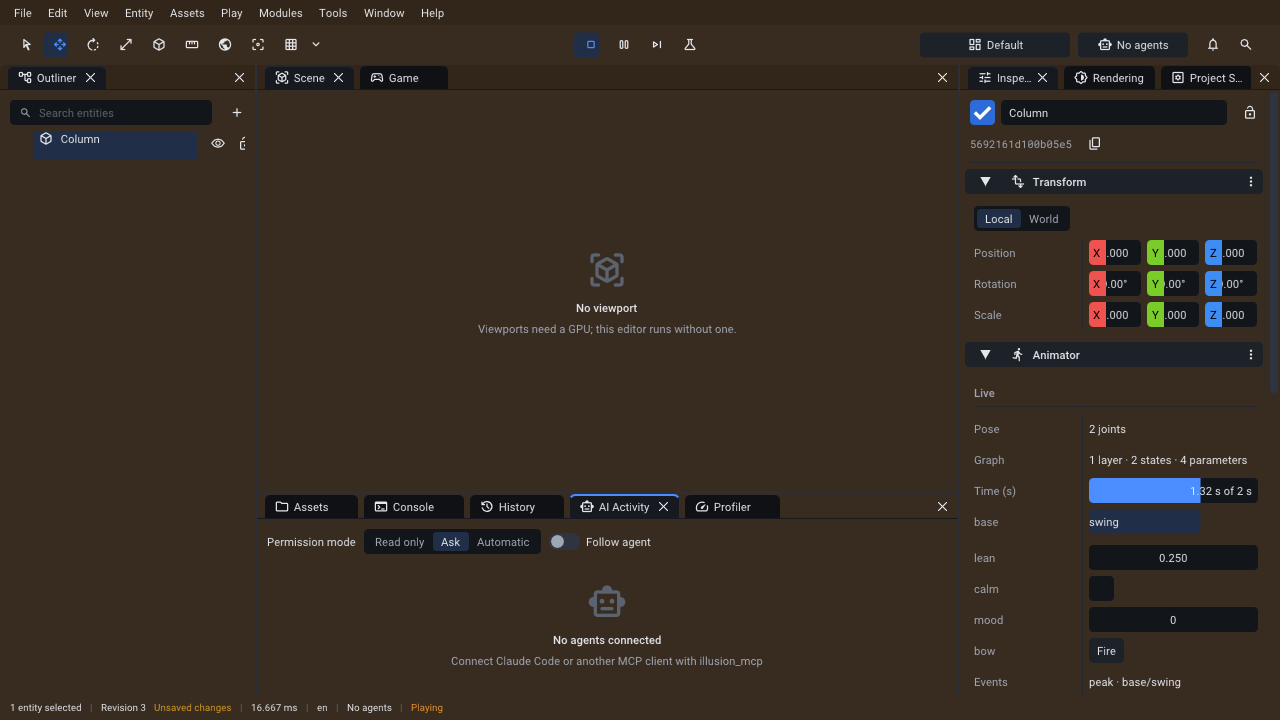 File Edit View Entity Assets Play Modules Tools Window Help
Default No agents
Outliner Scene Game Inspe... Rendering Project S...
Search entities
Column
Column
5692161d100b05e5
Transform
Local World
Position X .000 Y .000 Z .000
Rotation X .00° Y .00° Z .00°
Scale X .000 Y .000 Z .000
No viewport
Viewports need a GPU; this editor runs without one.
Animator
Live
Pose 2 joints
Graph 1 layer · 2 states · 4 parameters
Time (s) 1.32 s of 2 s
base swing
lean 0.250
calm
mood 0
bow Fire
Events peak · base/swing
Assets Console History AI Activity Profiler
Permission mode Read only Ask Automatic Follow agent
No agents connected
Connect Claude Code or another MCP client with illusion_mcp
1 entity selected | Revision 3 Unsaved changes | 16.667 ms | en | No agents | Playing